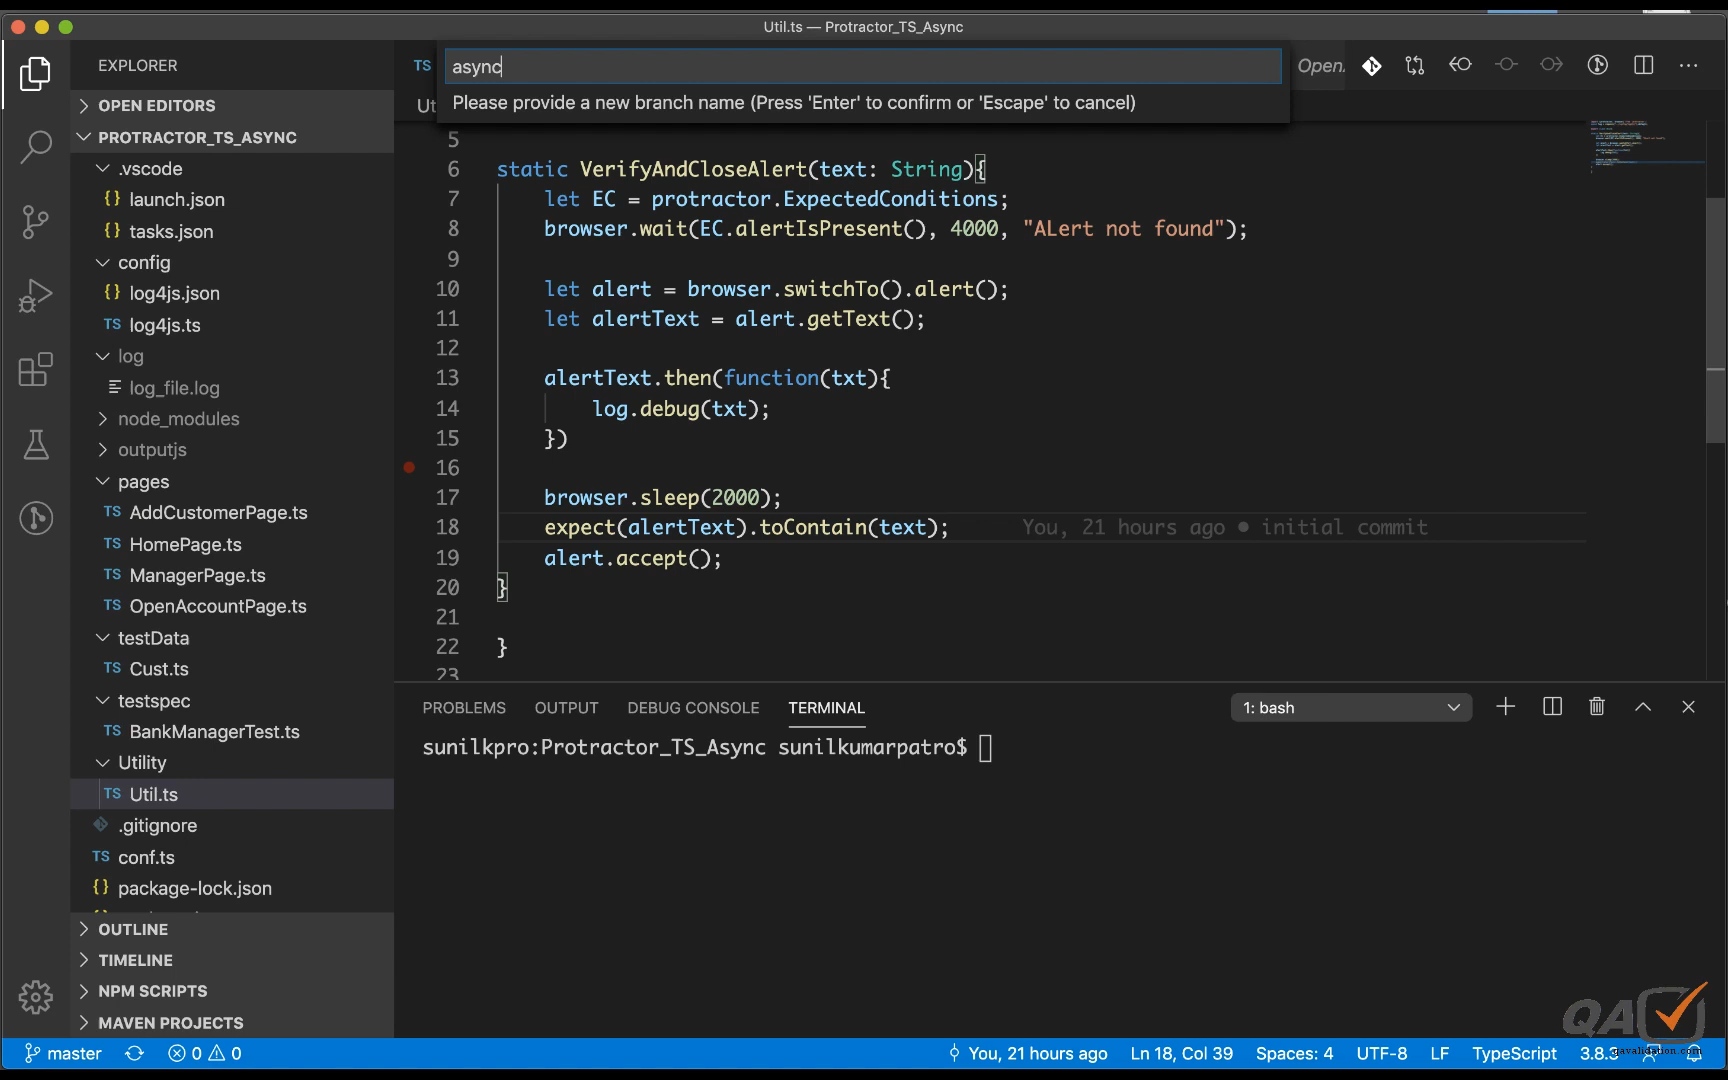 Util.ts — Protractor_TS_Async
EXPLORER
OPEN EDITORS
PROTRACTOR_TS_ASYNC
.vscode
{} launch.json
{} tasks.json
config
{} log4js.json
TS log4js.ts
log
log_file.log
node_modules
outputjs
pages
TS AddCustomerPage.ts
TS HomePage.ts
TS ManagerPage.ts
TS OpenAccountPage.ts
testData
TS Cust.ts
testspec
TS BankManagerTest.ts
Utility
TS Util.ts
.gitignore
TS conf.ts
{} package-lock.json
OUTLINE
TIMELINE
NPM SCRIPTS
MAVEN PROJECTS
TS
async
Open.
Ut
Please provide a new branch name (Press 'Enter' to confirm or 'Escape' to cancel)
5
6 static VerifyAndCloseAlert(text: String){
7 let EC = protractor.ExpectedConditions;
8 browser.wait(EC.alertIsPresent(), 4000, "ALert not found");
9
10 let alert = browser.switchTo().alert();
11 let alertText = alert.getText();
12
13 alertText.then(function(txt){
14 log.debug(txt);
15 })
16
17 browser.sleep(2000);
18 expect(alertText).toContain(text); You, 21 hours ago • initial commit
19 alert.accept();
20 }
21
22 }
23
PROBLEMS OUTPUT DEBUG CONSOLE TERMINAL 1: bash
sunilkpro:Protractor_TS_Async sunilkumarpatro$
QA
qavalidation.com
master 0 0 You, 21 hours ago Ln 18, Col 39 Spaces: 4 UTF-8 LF TypeScript